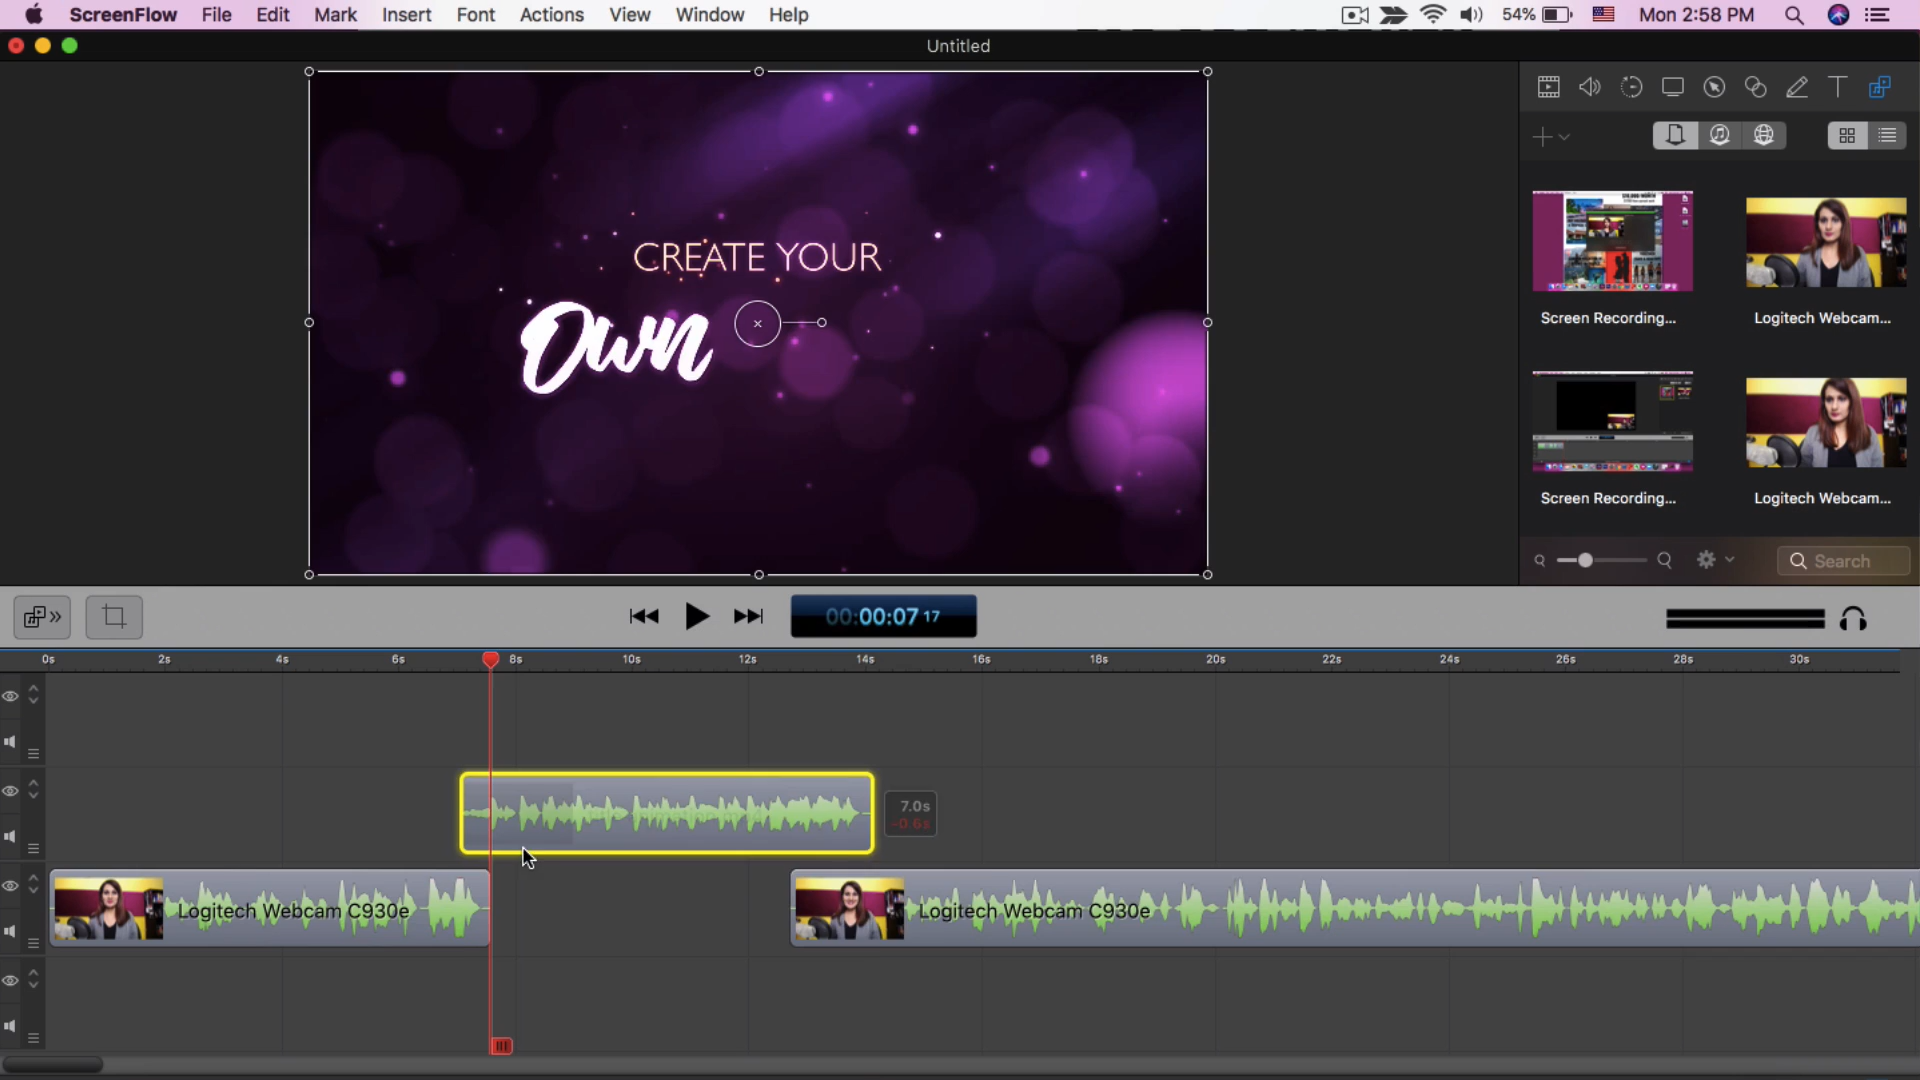 ScreenFlow File Edit Mark Insert Font Actions View Window Help 54% Mon 2:58 PM
Untitled
CREATE YOUR
Own
Screen Recording...
Logitech Webcam...
Screen Recording...
Logitech Webcam...
Search
00:00:07 17
0s 2s 4s 6s 8s 10s 12s 14s 16s 18s 20s 22s 24s 26s 28s 30s
7.0s
-0.6s
Logitech Webcam C930e
Logitech Webcam C930e